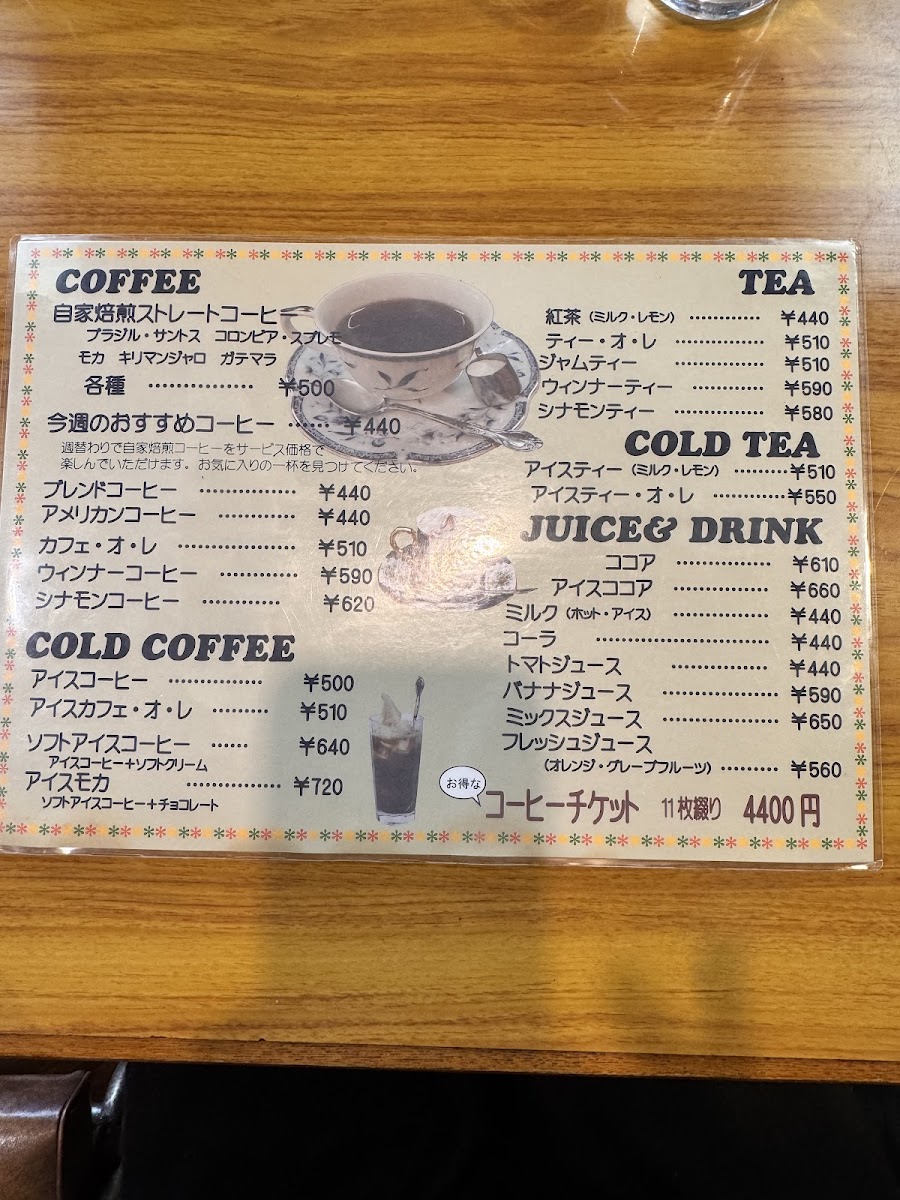 COFFEE
自家焙煎ストレートコーヒー
ブラジル・サントス コロンビア・スプレモ
モカ キリマンジャロ ガテマラ
各種 ················ ¥500
今週のおすすめコーヒー ······ ¥440
週替わりで自家焙煎コーヒーをサービス価格で
楽しんでいただけます。お気に入りの一杯を見つけてください。
ブレンドコーヒー ·············· ¥440
アメリカンコーヒー ··········· ¥440
カフェ・オ・レ ················· ¥510
ウィンナーコーヒー ··········· ¥590
シナモンコーヒー ··········· ¥620
COLD COFFEE
アイスコーヒー ············· ¥500
アイスカフェ・オ・レ ········ ¥510
ソフトアイスコーヒー ······ ¥640
アイスコーヒー+ソフトクリーム
アイスモカ ·············· ¥720
ソフトアイスコーヒー+チョコレート
TEA
紅茶(ミルク・レモン) ··········· ¥440
ティー・オ・レ ············· ¥510
ジャムティー ··········· ¥510
ウィンナーティー ··········· ¥590
シナモンティー ·············· ¥580
COLD TEA
アイスティー(ミルク・レモン) ········· ¥510
アイスティー・オ・レ ············ ¥550
JUICE& DRINK
ココア ··············· ¥610
アイスココア ··············· ¥660
ミルク(ホット・アイス) ··············· ¥440
コーラ ························· ¥440
トマトジュース ··············· ¥440
バナナジュース ················· ¥590
ミックスジュース ················· ¥650
フレッシュジュース
(オレンジ・グレープフルーツ) ········· ¥560
お得な
コーヒーチケット 11枚綴り 4400円